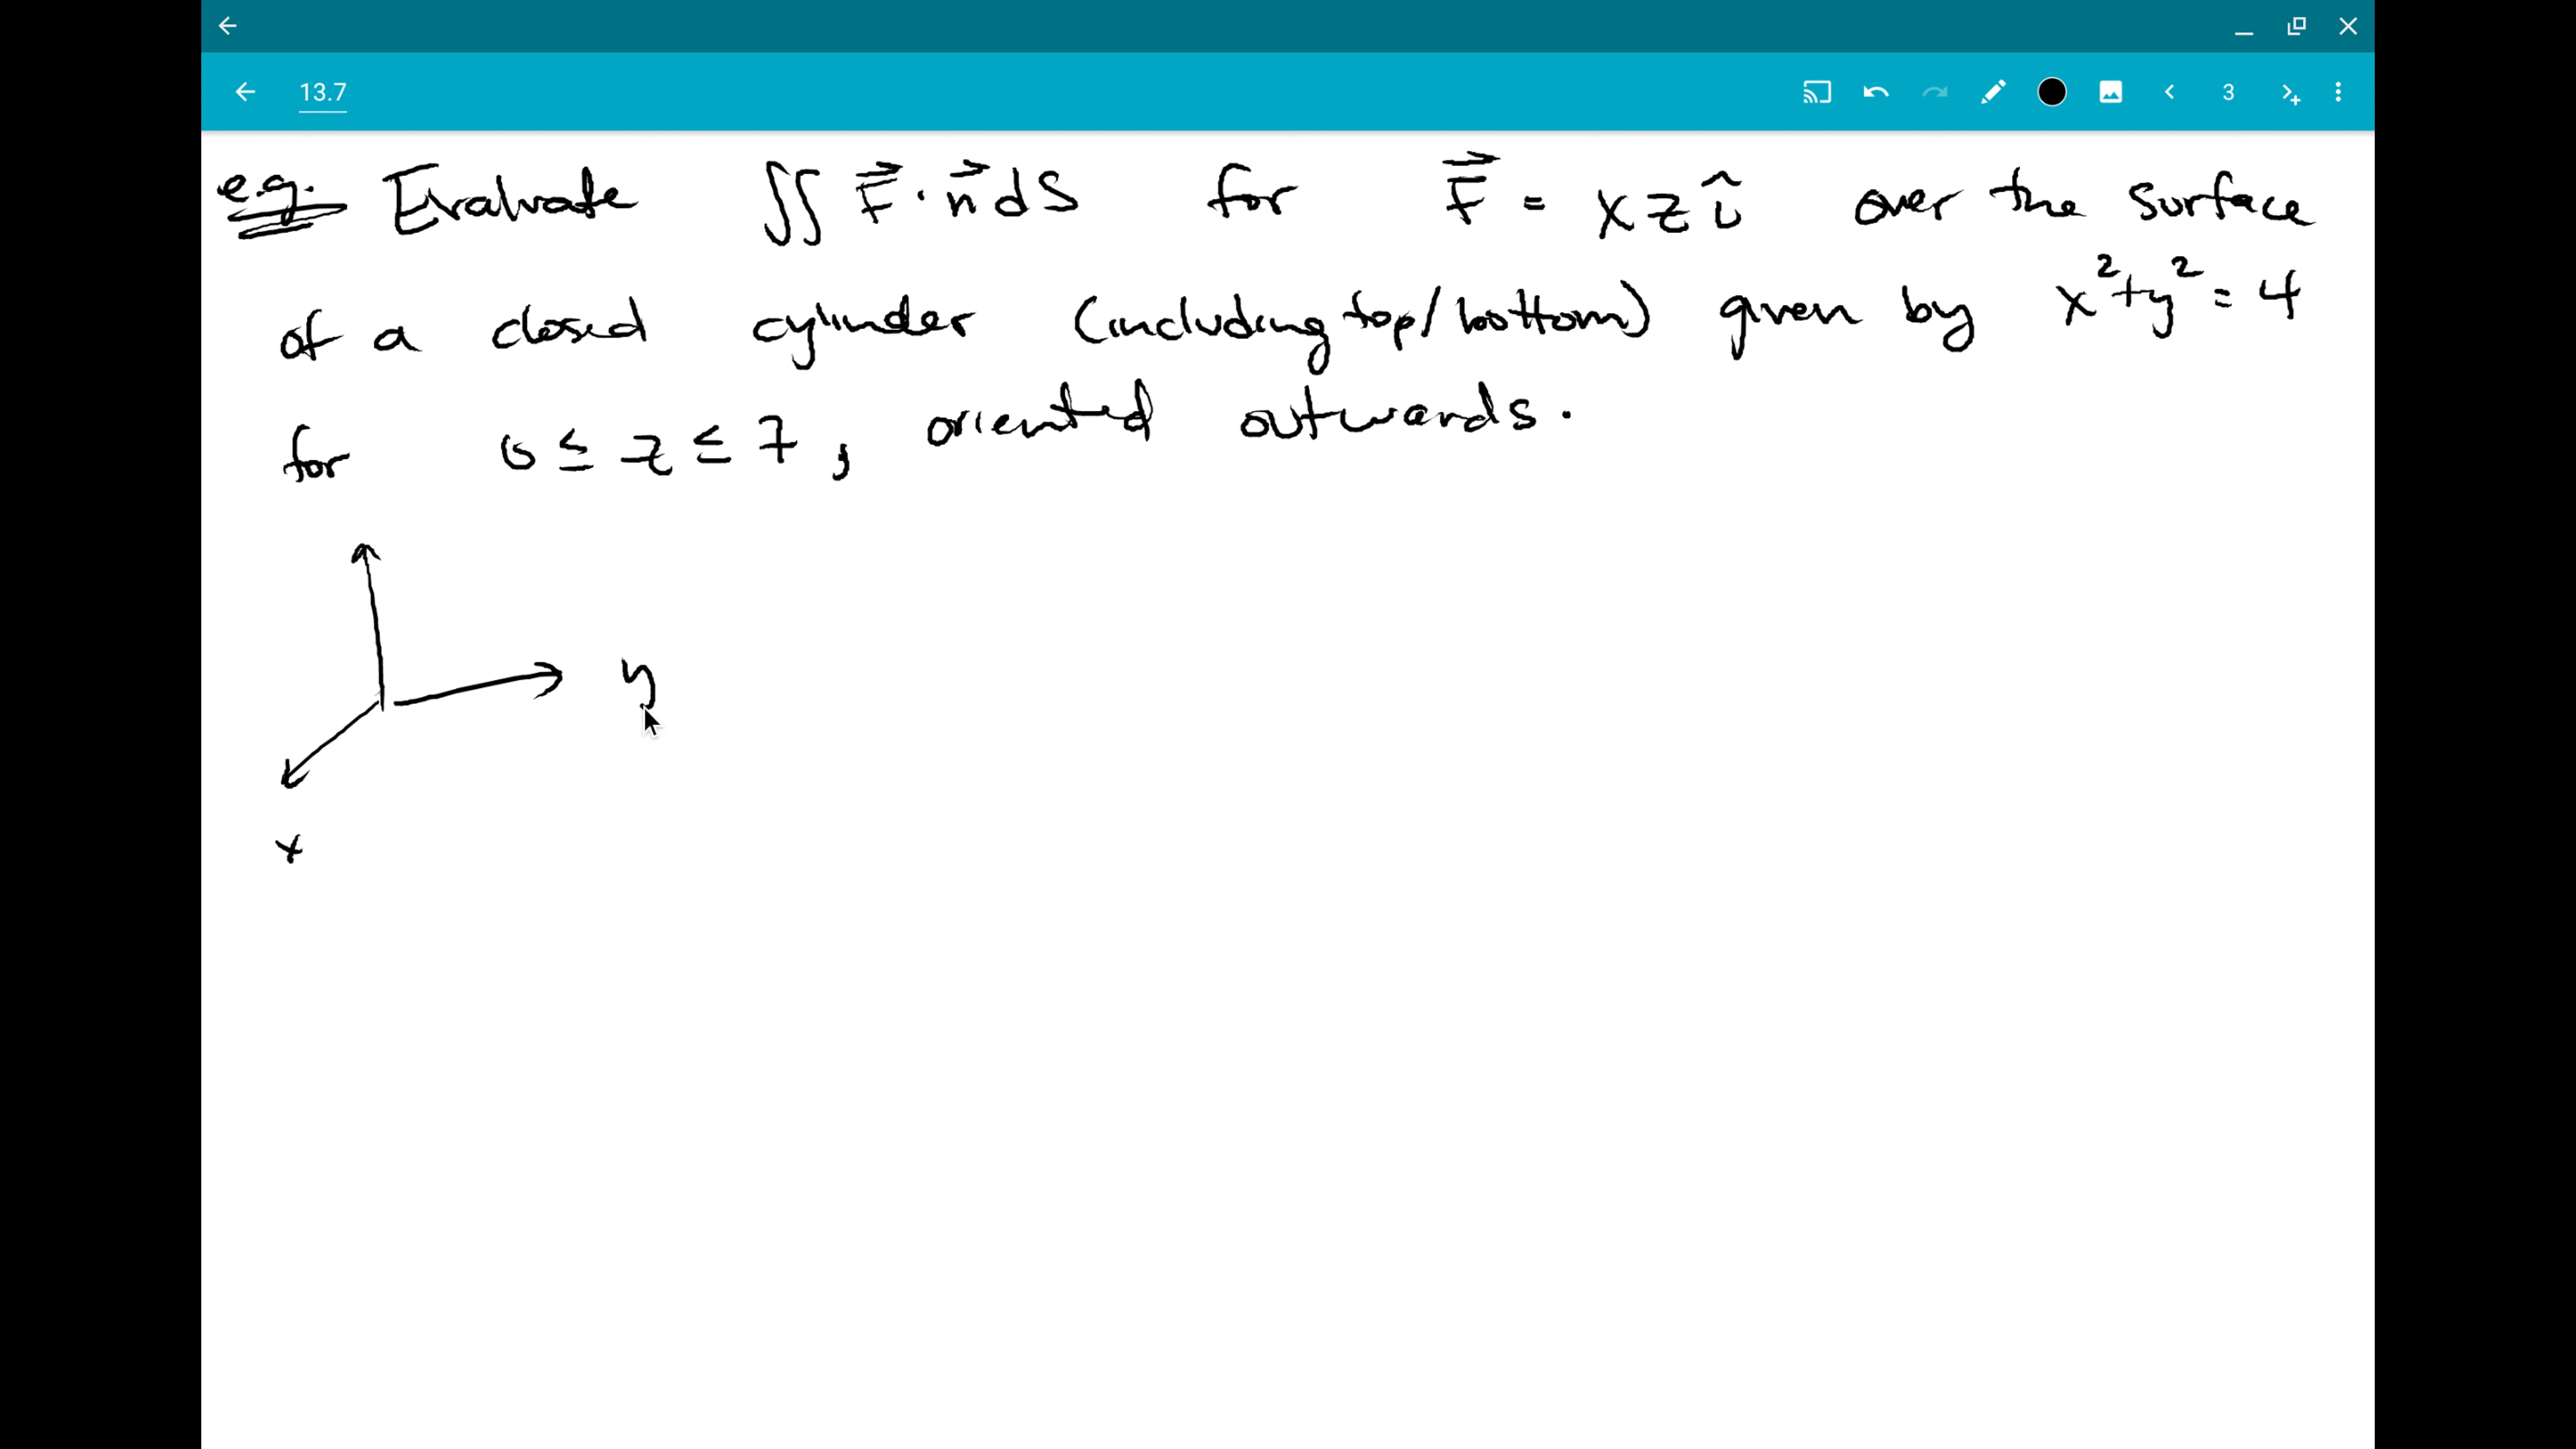 13.7
3
e.g. Evaluate ∬ F⃗ · n⃗ dS for F⃗ = xz î over the surface
of a closed cylinder (including top/bottom) given by x²+y² = 4
for 0 ≤ z ≤ 7, oriented outwards.
y
x